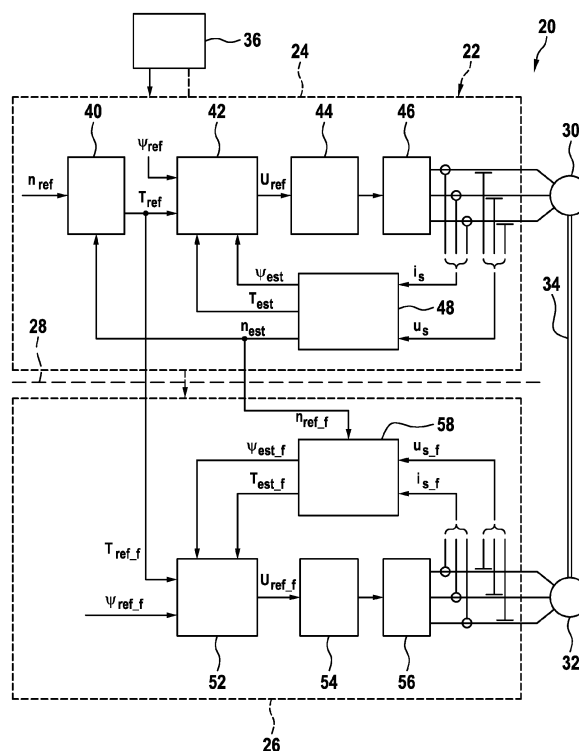 36
20
24
22
40
42
44
46
30
ψref
nref
Tref
Uref
ψest
is
Test
48
34
nest
us
28
nref_f
58
ψest_f
us_f
Test_f
is_f
Tref_f
Uref_f
ψref_f
52
54
56
32
26